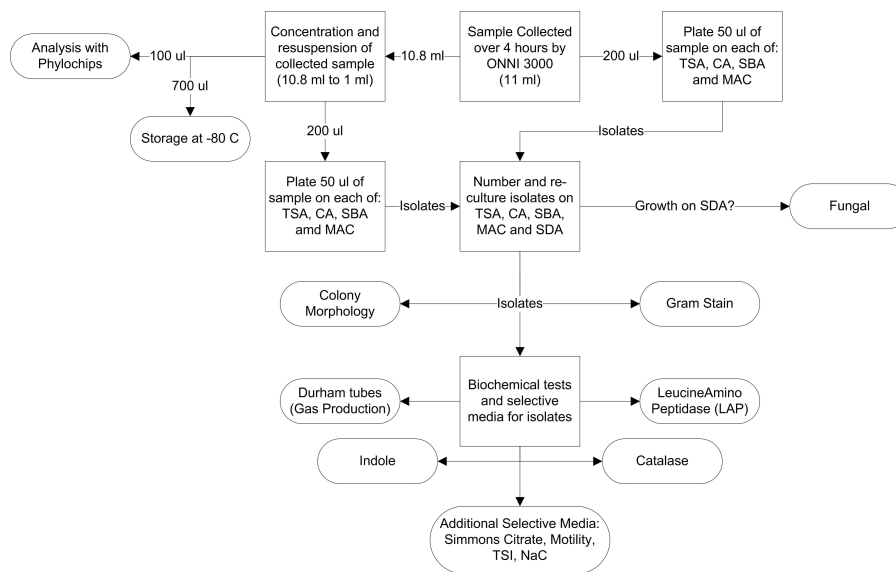 Analysis with
Phylochips
100 ul
700 ul
Storage at -80 C
Concentration and
resuspension of
collected sample
(10.8 ml to 1 ml)
10.8 ml
Sample Collected
over 4 hours by
ONNI 3000
(11 ml)
200 ul
Plate 50 ul of
sample on each of:
TSA, CA, SBA
amd MAC
200 ul
Isolates
Plate 50 ul of
sample on each of:
TSA, CA, SBA
amd MAC
Isolates
Number and re-
culture isolates on
TSA, CA, SBA,
MAC and SDA
Growth on SDA?
Fungal
Colony
Morphology
Isolates
Gram Stain
Durham tubes
(Gas Production)
Biochemical tests
and selective
media for isolates
LeucineAmino
Peptidase (LAP)
Indole
Catalase
Additional Selective Media:
Simmons Citrate, Motility,
TSI, NaC